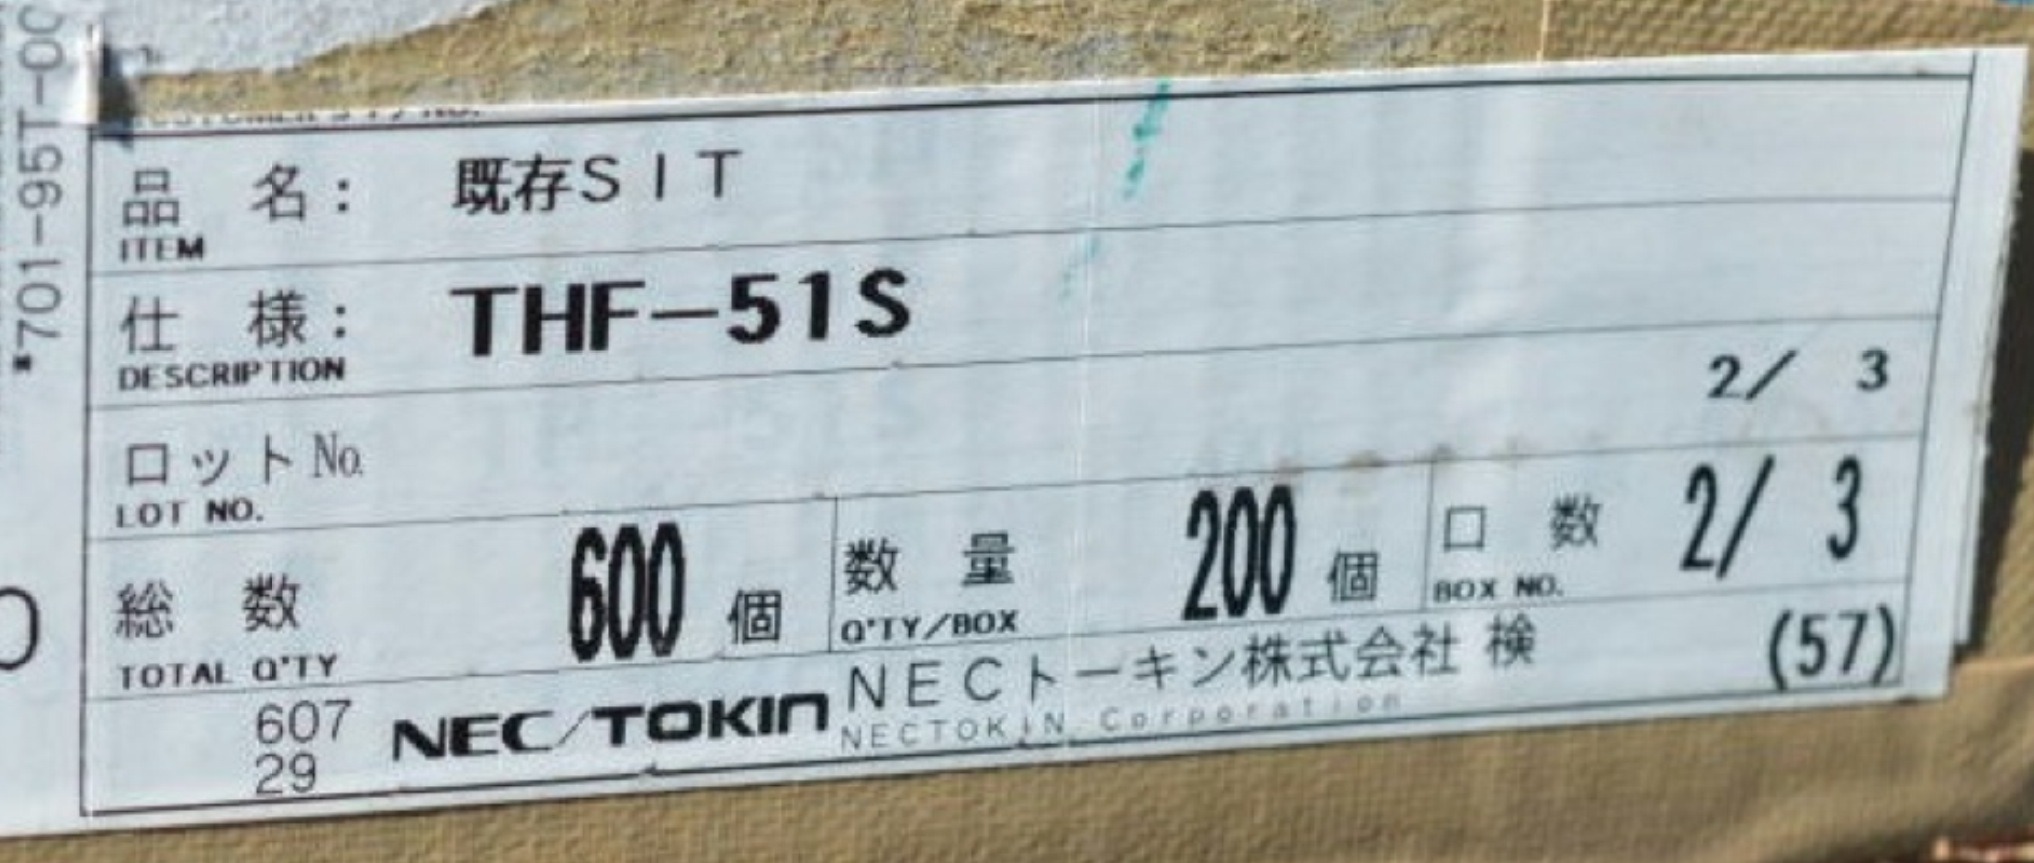 *701-95T-00
品 名: 既存SIT
ITEM
仕 様: THF-51S
DESCRIPTION
2/ 3
ロットNo.
LOT NO.
総 数 600 個 数 量 200 個 口 数 2/ 3
TOTAL Q'TY Q'TY/BOX BOX NO.
607 NEC/TOKIN NECトーキン株式会社 検 (57)
29 NECTOKIN Corporation